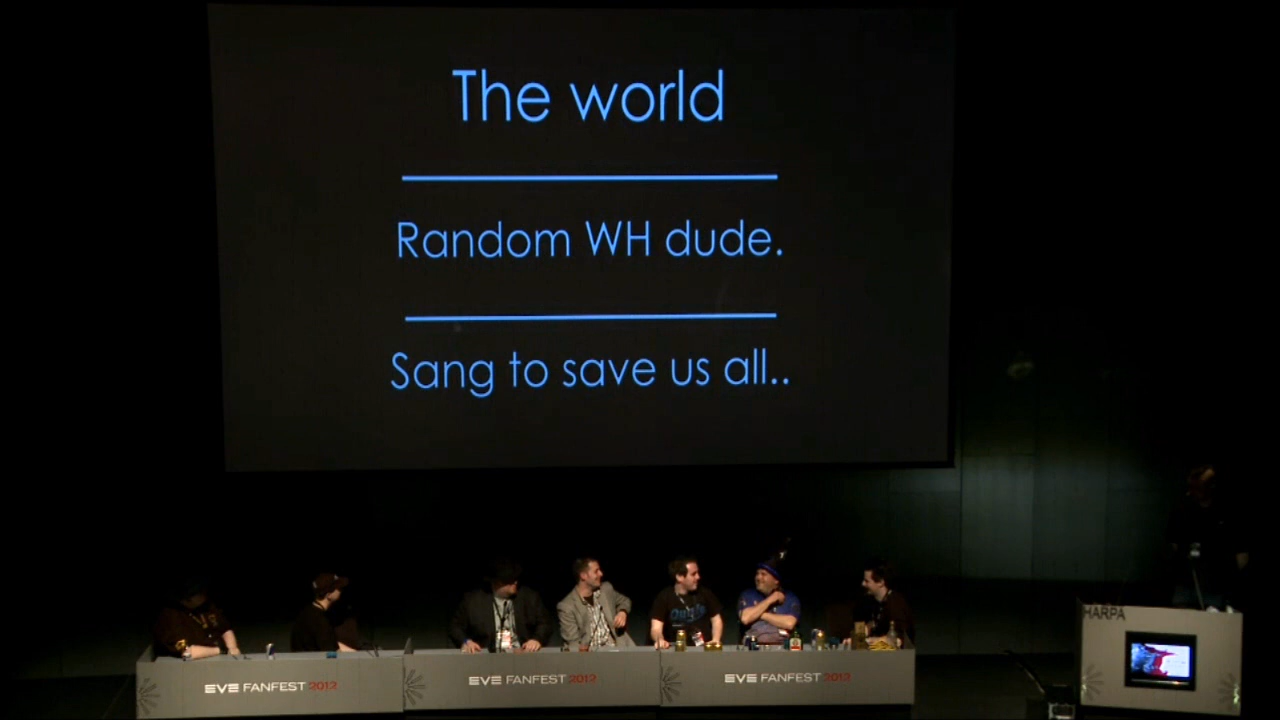 The world
Random WH dude.
Sang to save us all..
HARPA
EVE FANFEST 2012
EVE FANFEST 2012
EVE FANFEST 2012